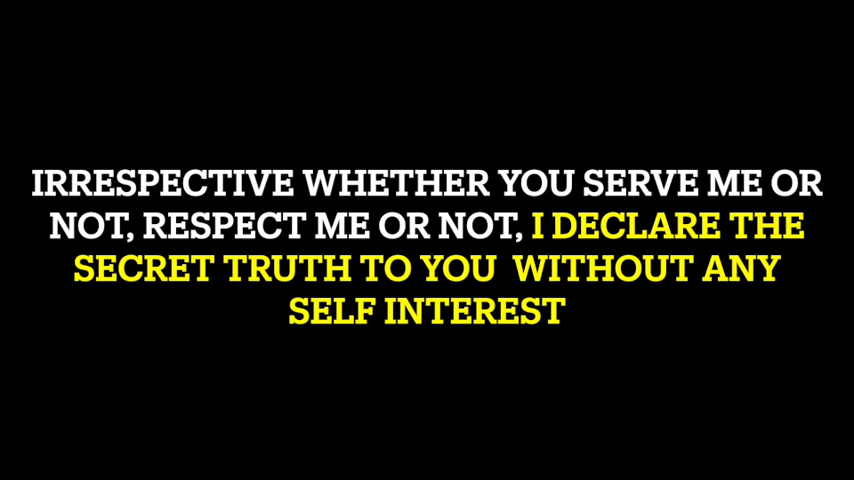 IRRESPECTIVE WHETHER YOU SERVE ME OR
NOT, RESPECT ME OR NOT, I DECLARE THE
SECRET TRUTH TO YOU  WITHOUT ANY
SELF INTEREST